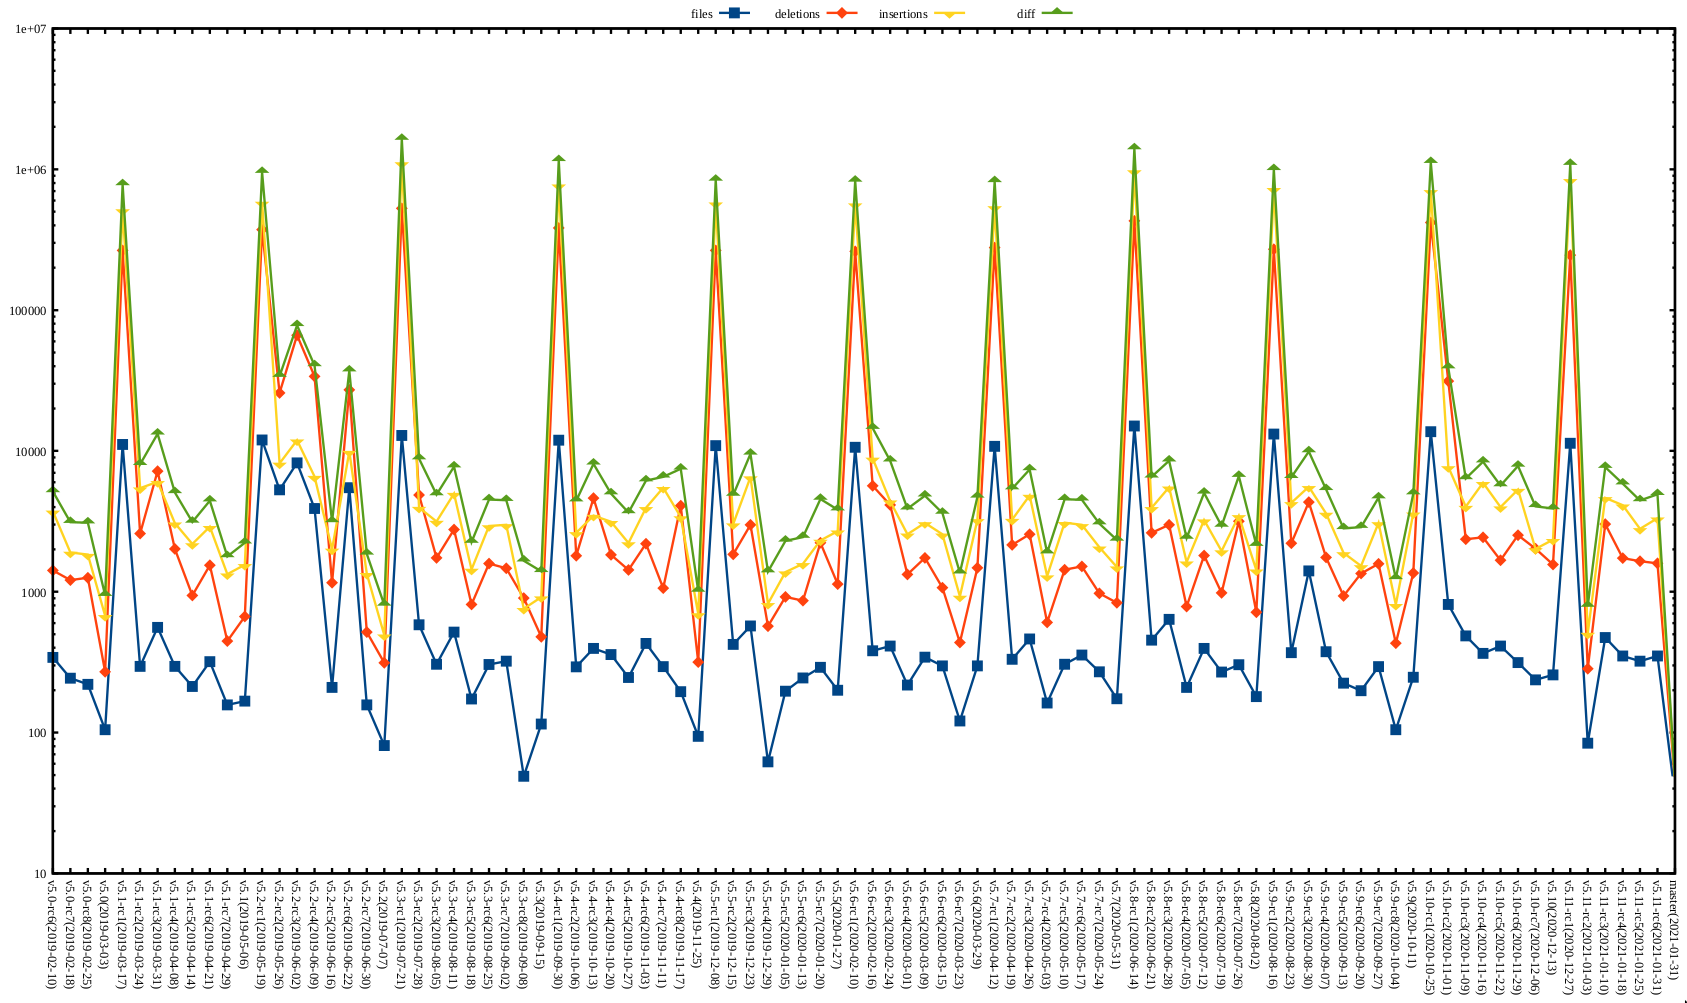 files deletions insertions diff
1e+07
1e+06
100000
10000
1000
100
10
v5.0-rc6(2019-02-10)
v5.0-rc7(2019-02-18)
v5.0-rc8(2019-02-25)
v5.0(2019-03-03)
v5.1-rc1(2019-03-17)
v5.1-rc2(2019-03-24)
v5.1-rc3(2019-03-31)
v5.1-rc4(2019-04-08)
v5.1-rc5(2019-04-14)
v5.1-rc6(2019-04-21)
v5.1-rc7(2019-04-29)
v5.1(2019-05-06)
v5.2-rc1(2019-05-19)
v5.2-rc2(2019-05-26)
v5.2-rc3(2019-06-02)
v5.2-rc4(2019-06-09)
v5.2-rc5(2019-06-16)
v5.2-rc6(2019-06-22)
v5.2-rc7(2019-06-30)
v5.2(2019-07-07)
v5.3-rc1(2019-07-21)
v5.3-rc2(2019-07-28)
v5.3-rc3(2019-08-05)
v5.3-rc4(2019-08-11)
v5.3-rc5(2019-08-18)
v5.3-rc6(2019-08-25)
v5.3-rc7(2019-09-02)
v5.3-rc8(2019-09-08)
v5.3(2019-09-15)
v5.4-rc1(2019-09-30)
v5.4-rc2(2019-10-06)
v5.4-rc3(2019-10-13)
v5.4-rc4(2019-10-20)
v5.4-rc5(2019-10-27)
v5.4-rc6(2019-11-03)
v5.4-rc7(2019-11-11)
v5.4-rc8(2019-11-17)
v5.4(2019-11-25)
v5.5-rc1(2019-12-08)
v5.5-rc2(2019-12-15)
v5.5-rc3(2019-12-23)
v5.5-rc4(2019-12-29)
v5.5-rc5(2020-01-05)
v5.5-rc6(2020-01-13)
v5.5-rc7(2020-01-20)
v5.5(2020-01-27)
v5.6-rc1(2020-02-10)
v5.6-rc2(2020-02-16)
v5.6-rc3(2020-02-24)
v5.6-rc4(2020-03-01)
v5.6-rc5(2020-03-09)
v5.6-rc6(2020-03-15)
v5.6-rc7(2020-03-23)
v5.6(2020-03-29)
v5.7-rc1(2020-04-12)
v5.7-rc2(2020-04-19)
v5.7-rc3(2020-04-26)
v5.7-rc4(2020-05-03)
v5.7-rc5(2020-05-10)
v5.7-rc6(2020-05-17)
v5.7-rc7(2020-05-24)
v5.7(2020-05-31)
v5.8-rc1(2020-06-14)
v5.8-rc2(2020-06-21)
v5.8-rc3(2020-06-28)
v5.8-rc4(2020-07-05)
v5.8-rc5(2020-07-12)
v5.8-rc6(2020-07-19)
v5.8-rc7(2020-07-26)
v5.8(2020-08-02)
v5.9-rc1(2020-08-16)
v5.9-rc2(2020-08-23)
v5.9-rc3(2020-08-30)
v5.9-rc4(2020-09-07)
v5.9-rc5(2020-09-13)
v5.9-rc6(2020-09-20)
v5.9-rc7(2020-09-27)
v5.9-rc8(2020-10-04)
v5.9(2020-10-11)
v5.10-rc1(2020-10-25)
v5.10-rc2(2020-11-01)
v5.10-rc3(2020-11-09)
v5.10-rc4(2020-11-16)
v5.10-rc5(2020-11-22)
v5.10-rc6(2020-11-29)
v5.10-rc7(2020-12-06)
v5.10(2020-12-13)
v5.11-rc1(2020-12-27)
v5.11-rc2(2021-01-03)
v5.11-rc3(2021-01-10)
v5.11-rc4(2021-01-18)
v5.11-rc5(2021-01-25)
v5.11-rc6(2021-01-31)
master(2021-01-31)